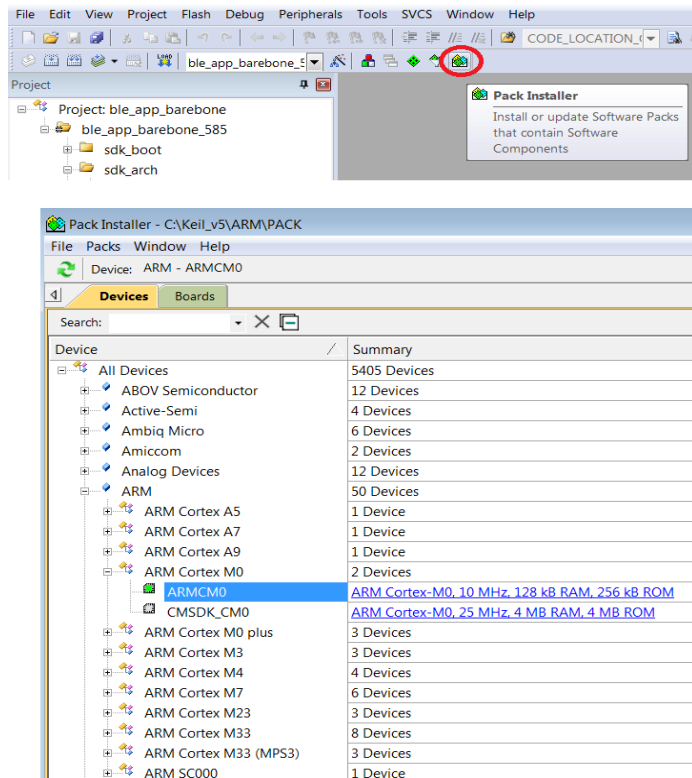 File Edit View Project Flash Debug Peripherals Tools SVCS Window Help
CODE_LOCATION_
LOAD ble_app_barebone_5
Project
Project: ble_app_barebone
ble_app_barebone_585
sdk_boot
sdk_arch
Pack Installer
Install or update Software Packs
that contain Software
Components
Pack Installer - C:\Keil_v5\ARM\PACK
File Packs Window Help
Device: ARM - ARMCM0
Devices Boards
Search:
Device Summary
All Devices 5405 Devices
ABOV Semiconductor 12 Devices
Active-Semi 4 Devices
Ambiq Micro 6 Devices
Amiccom 2 Devices
Analog Devices 12 Devices
ARM 50 Devices
ARM Cortex A5 1 Device
ARM Cortex A7 1 Device
ARM Cortex A9 1 Device
ARM Cortex M0 2 Devices
ARMCM0 ARM Cortex-M0, 10 MHz, 128 kB RAM, 256 kB ROM
CMSDK_CM0 ARM Cortex-M0, 25 MHz, 4 MB RAM, 4 MB ROM
ARM Cortex M0 plus 3 Devices
ARM Cortex M3 3 Devices
ARM Cortex M4 4 Devices
ARM Cortex M7 6 Devices
ARM Cortex M23 3 Devices
ARM Cortex M33 8 Devices
ARM Cortex M33 (MPS3) 3 Devices
ARM SC000 1 Device